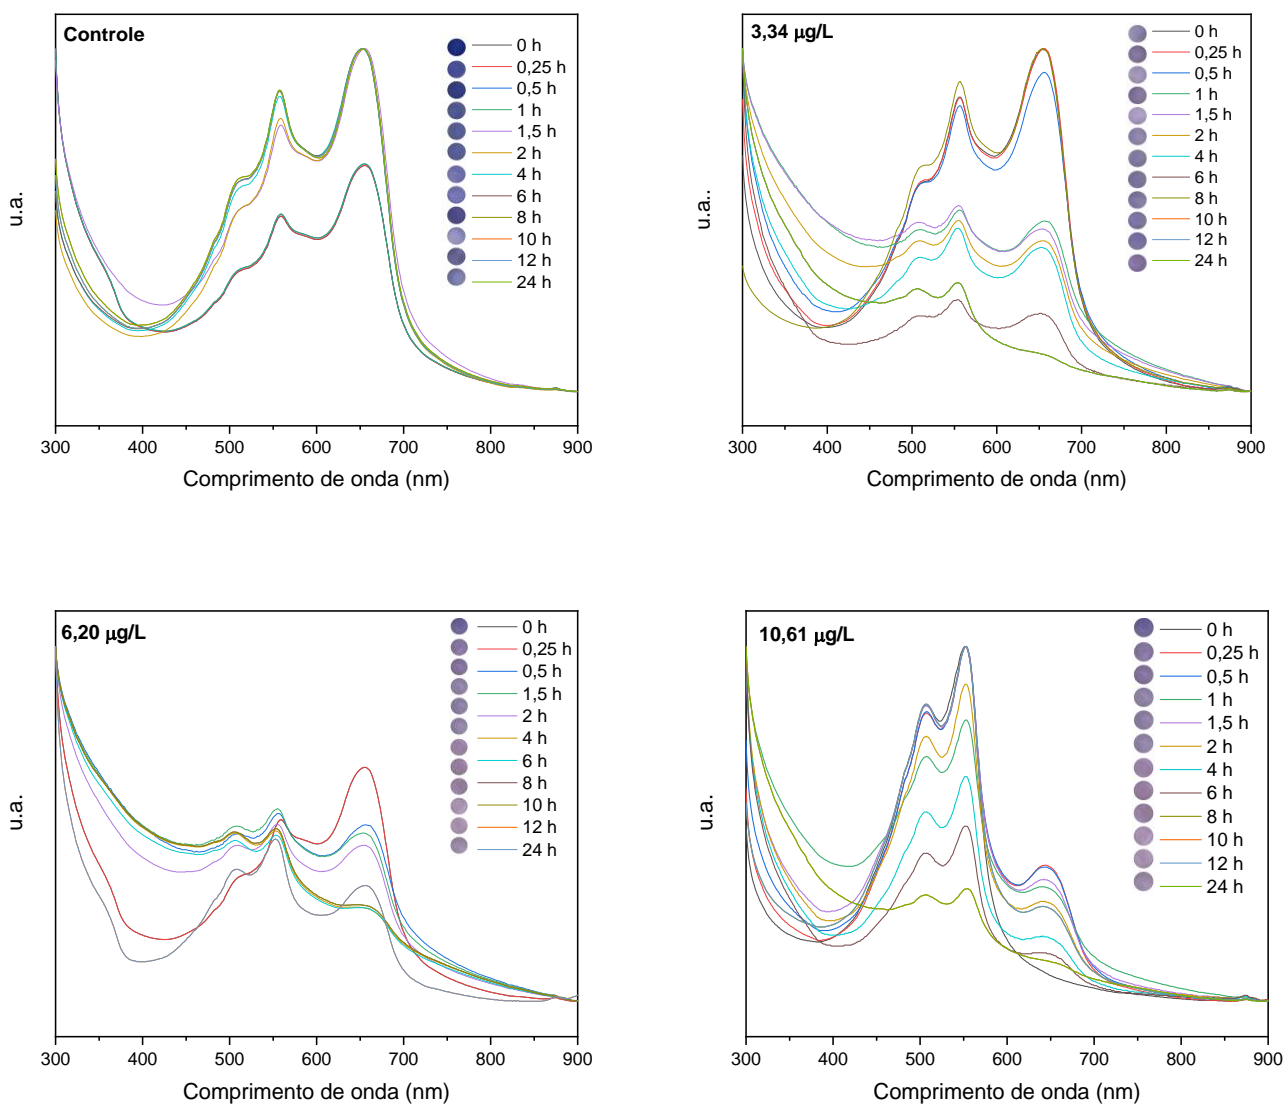 Controle
0 h
0,25 h
0,5 h
1 h
1,5 h
2 h
4 h
6 h
8 h
10 h
12 h
24 h
u.a.
300 400 500 600 700 800 900
Comprimento de onda (nm)
3,34 µg/L
0 h
0,25 h
0,5 h
1 h
1,5 h
2 h
4 h
6 h
8 h
10 h
12 h
24 h
u.a.
300 400 500 600 700 800 900
Comprimento de onda (nm)
6,20 µg/L
0 h
0,25 h
0,5 h
1,5 h
2 h
4 h
6 h
8 h
10 h
12 h
24 h
u.a.
300 400 500 600 700 800 900
Comprimento de onda (nm)
10,61 µg/L
0 h
0,25 h
0,5 h
1 h
1,5 h
2 h
4 h
6 h
8 h
10 h
12 h
24 h
u.a.
300 400 500 600 700 800 900
Comprimento de onda (nm)